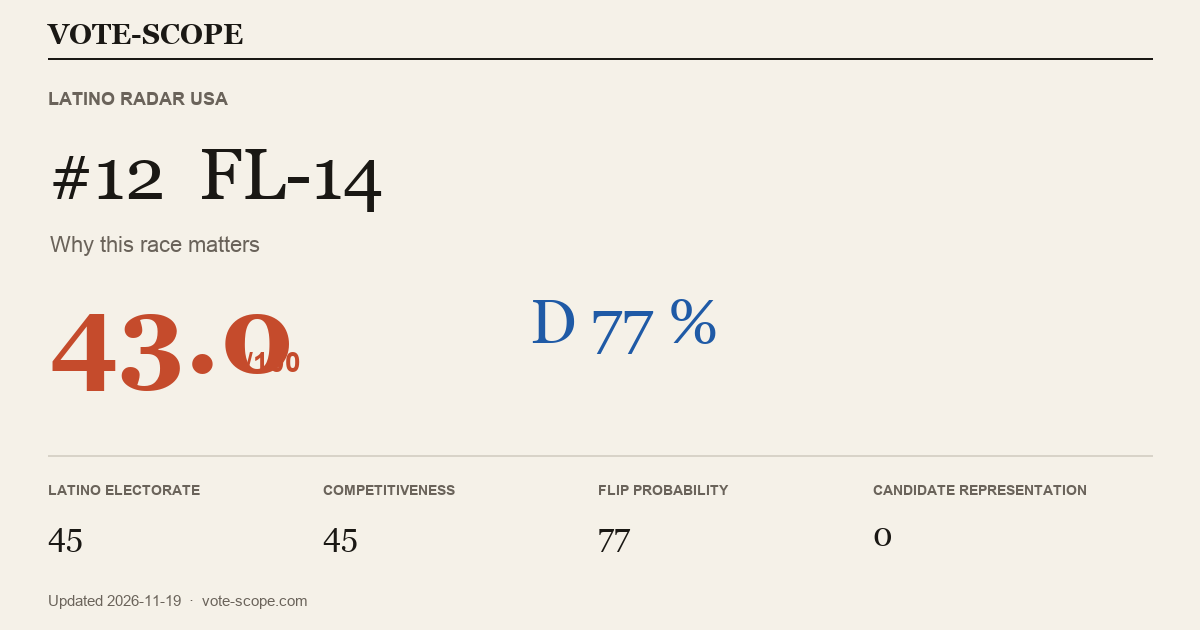 VOTE-SCOPE
LATINO RADAR USA
#12 FL-14
Why this race matters
43.0 /100
D 77 %
LATINO ELECTORATE
COMPETITIVENESS
FLIP PROBABILITY
CANDIDATE REPRESENTATION
45
45
77
0
Updated 2026-11-19 · vote-scope.com